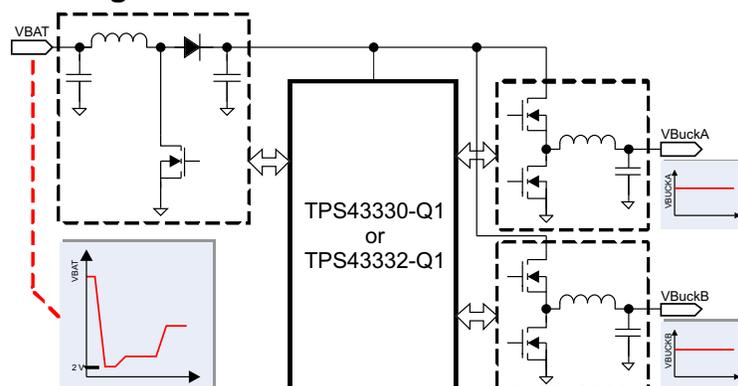 VBAT
VBuckA
VBUCKA
TPS43330-Q1
or
TPS43332-Q1
VBAT
2 V
VBuckB
VBUCKB